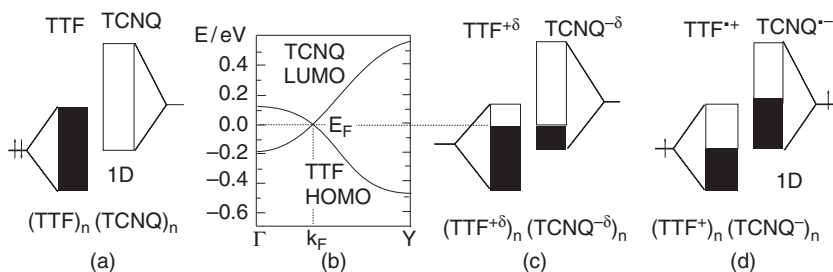 TTF TCNQ
1D
(TTF)n (TCNQ)n
(a)
E/eV
0.4
0.2
0.0
−0.2
−0.4
−0.6
TCNQ
LUMO
EF
TTF
HOMO
Γ kF Y
(b)
TTF+δ TCNQ−δ
(TTF+δ)n (TCNQ−δ)n
(c)
TTF•+ TCNQ•−
1D
(TTF+)n (TCNQ−)n
(d)